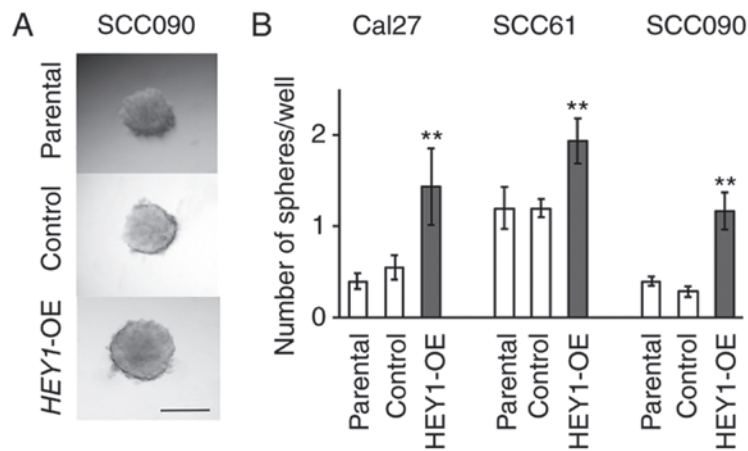 A
SCC090
Parental
Control
HEY1-OE
B
Cal27
SCC61
SCC090
Number of spheres/well
2
1
0
**
**
**
Parental
Control
HEY1-OE
Parental
Control
HEY1-OE
Parental
Control
HEY1-OE